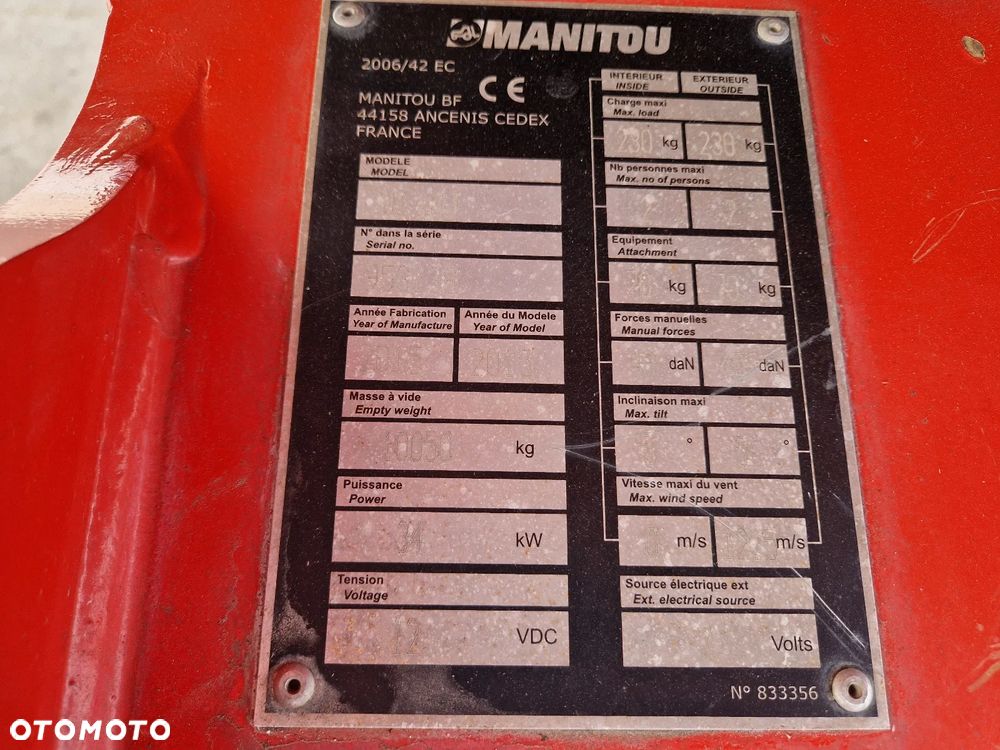 MANITOU
2006/42 EC
CE
MANITOU BF
44158 ANCENIS CEDEX
FRANCE
MODELE
MODEL
N° dans la série
Serial no.
Année Fabrication
Year of Manufacture
Année du Modele
Year of Model
Masse à vide
Empty weight
kg
Puissance
Power
34 kW
Tension
Voltage
12 VDC
INTERIEUR
INSIDE
EXTERIEUR
OUTSIDE
Charge maxi
Max. load
230 kg
230 kg
Nb personnes maxi
Max. no of persons
Equipement
Attachment
kg
kg
Forces manuelles
Manual forces
daN
daN
Inclinaison maxi
Max. tilt
°
°
Vitesse maxi du vent
Max. wind speed
m/s
m/s
Source électrique ext
Ext. electrical source
Volts
N° 833356
OTOMOTO